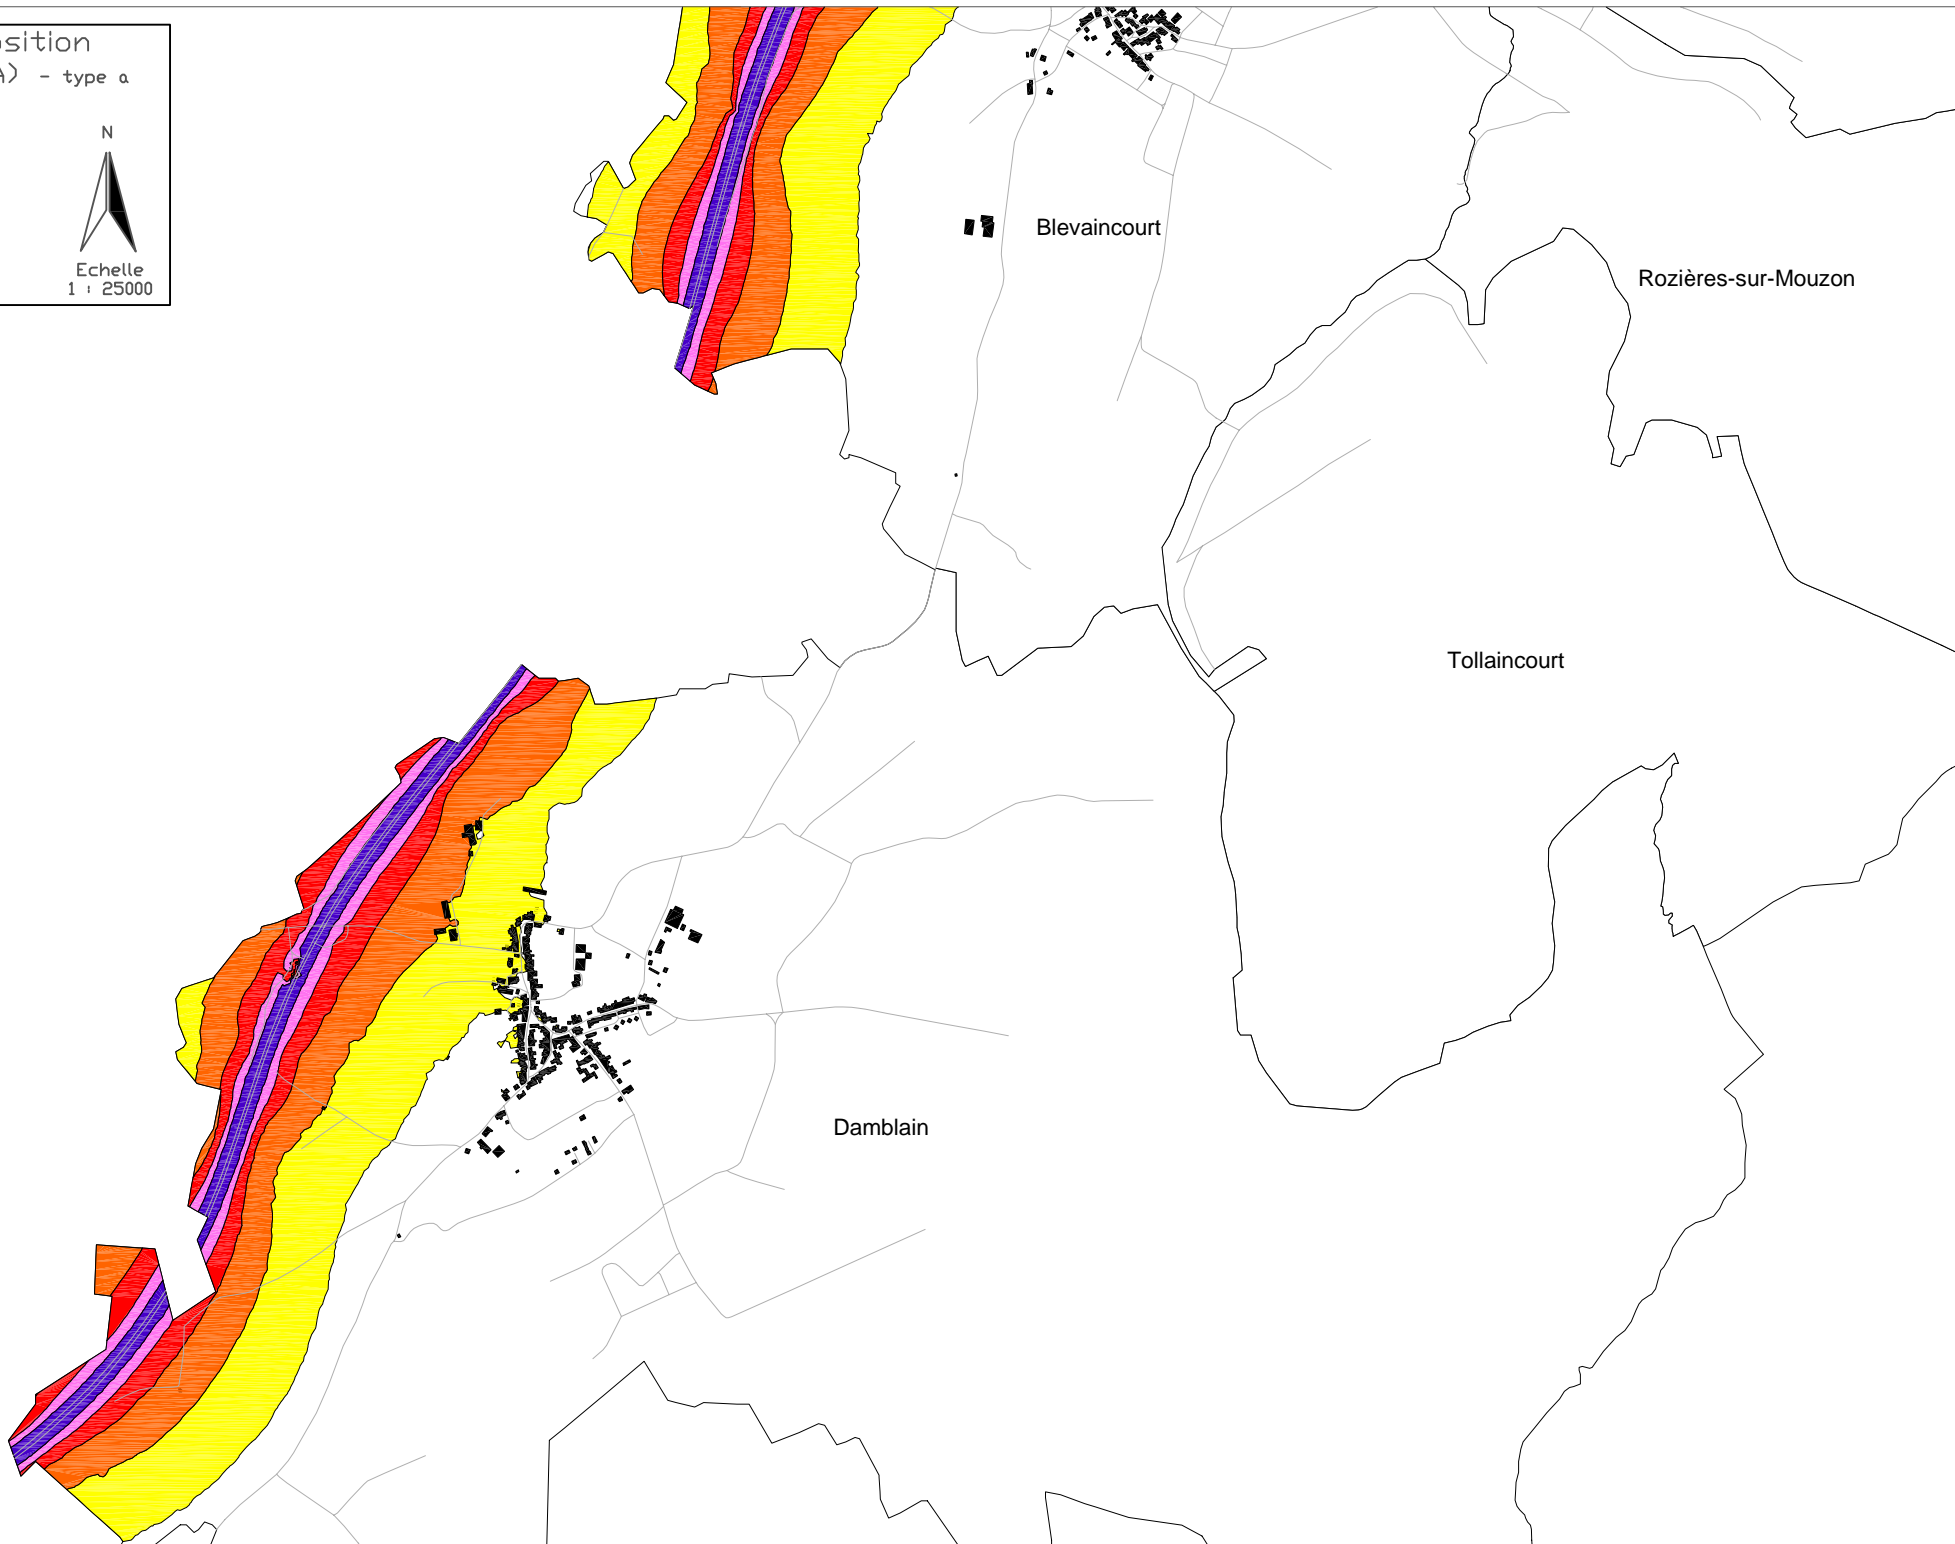 sition
A) - type a
N
Echelle
1 : 25000
Blevaincourt
Rozières-sur-Mouzon
Tollaincourt
Damblain